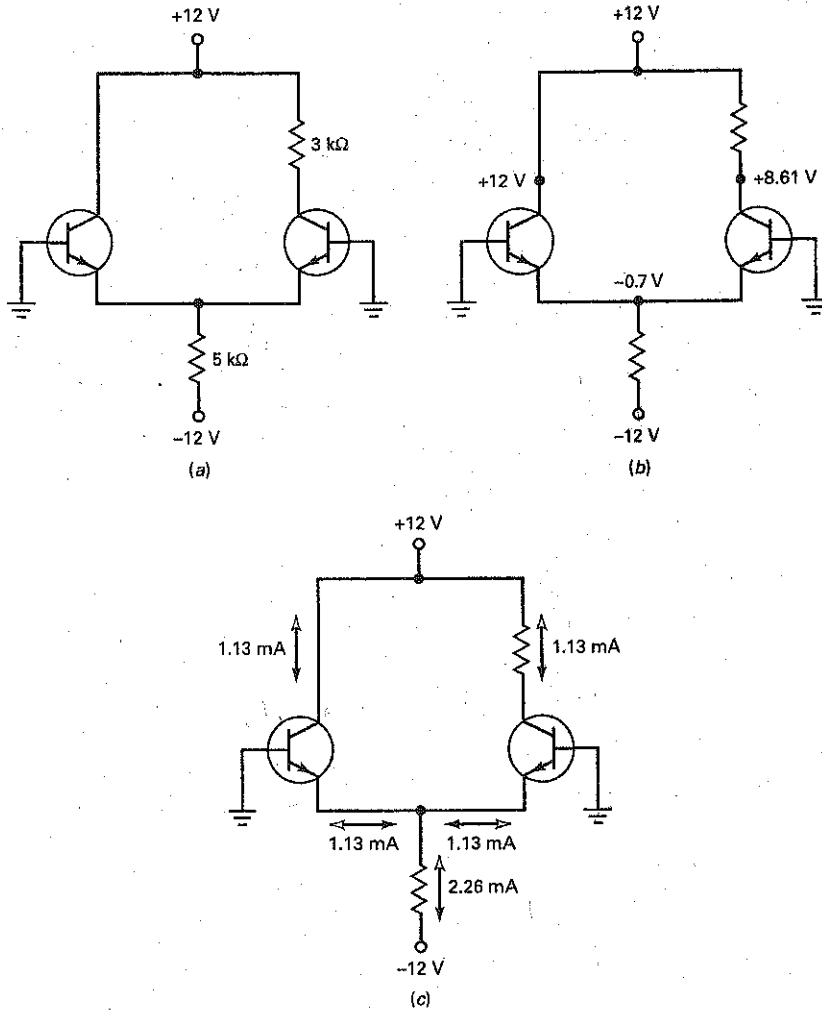 +12 V
3 kΩ
5 kΩ
−12 V
(a)
+12 V
+12 V
+8.61 V
−0.7 V
−12 V
(b)
+12 V
1.13 mA
1.13 mA
1.13 mA
1.13 mA
2.26 mA
−12 V
(c)